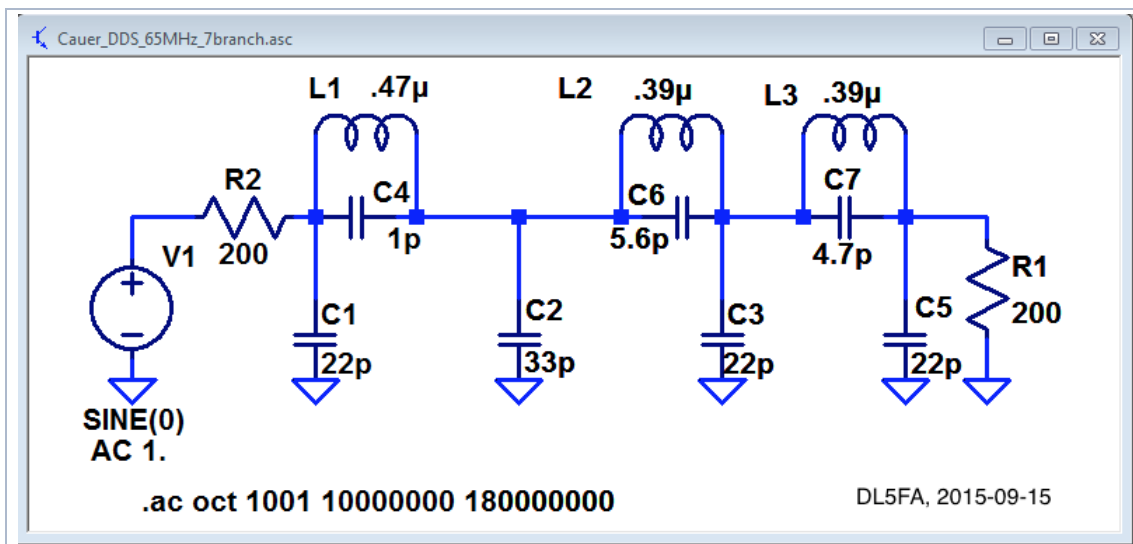 Cauer_DDS_65MHz_7branch.asc
L1 .47µ
L2 .39µ
L3 .39µ
R2 C4 C6 C7
V1 200 1p 5.6p 4.7p R1
C1 C2 C3 C5 200
22p 33p 22p 22p
SINE(0)
AC 1.
.ac oct 1001 10000000 180000000
DL5FA, 2015-09-15